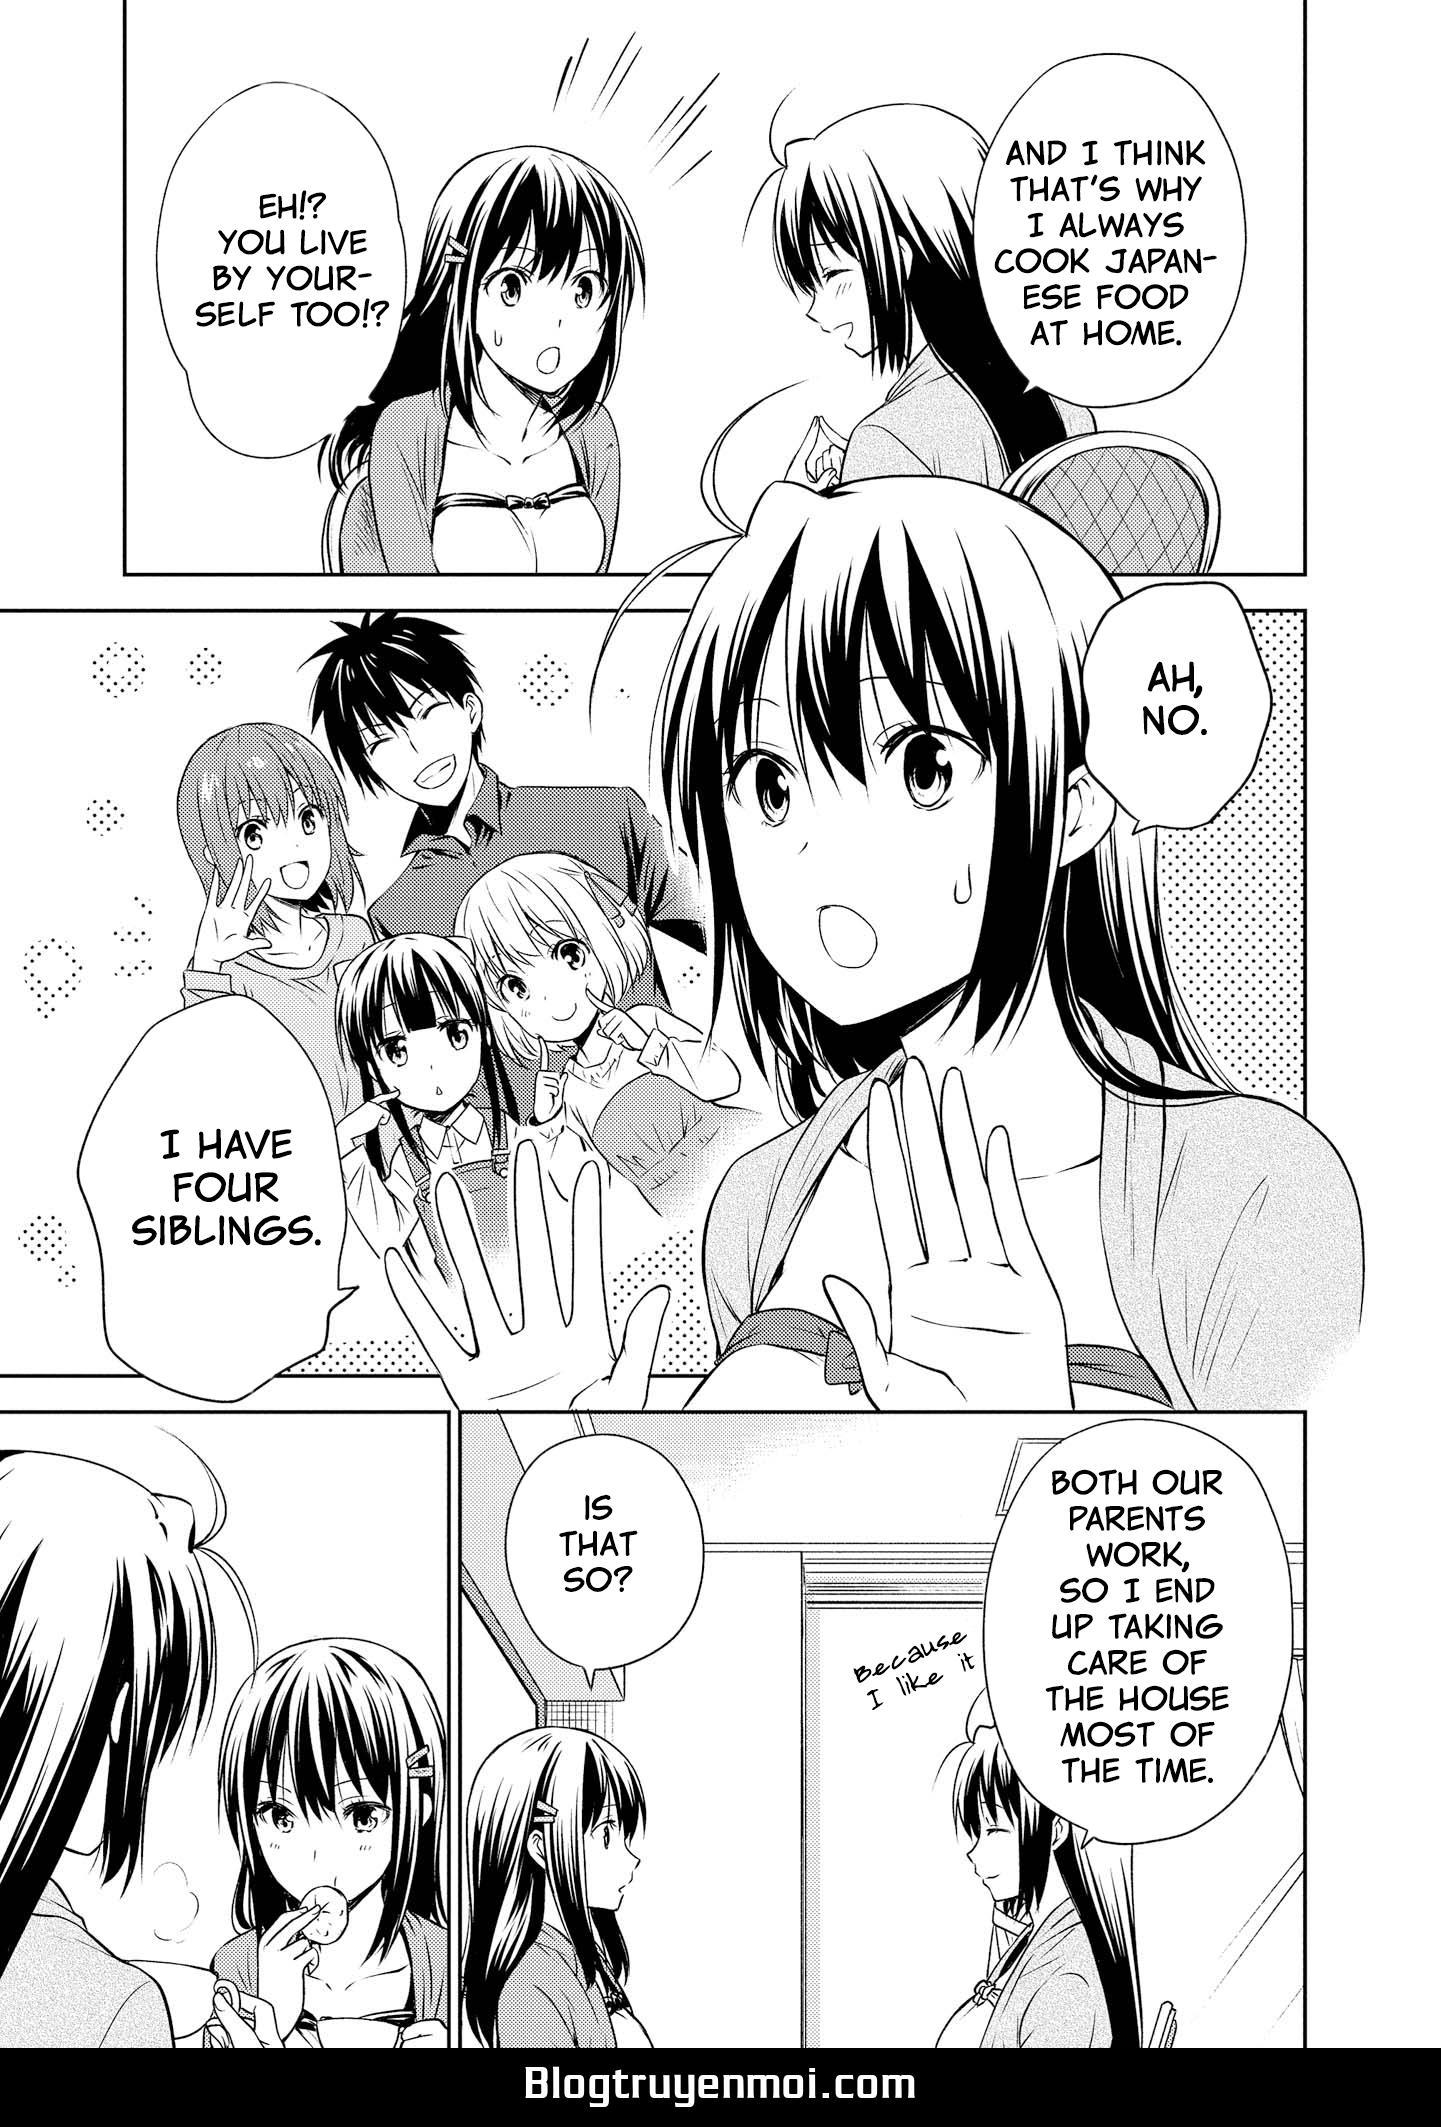 AND I THINK
THAT'S WHY
I ALWAYS
COOK JAPAN-
ESE FOOD
AT HOME.
EH!?
YOU LIVE
BY YOUR-
SELF TOO!?
AH,
NO.
I HAVE
FOUR
SIBLINGS.
BOTH OUR
PARENTS
WORK,
SO I END
UP TAKING
CARE OF
THE HOUSE
MOST OF
THE TIME.
Because
I like it
IS
THAT
SO?
Blogtruyenmoi.com